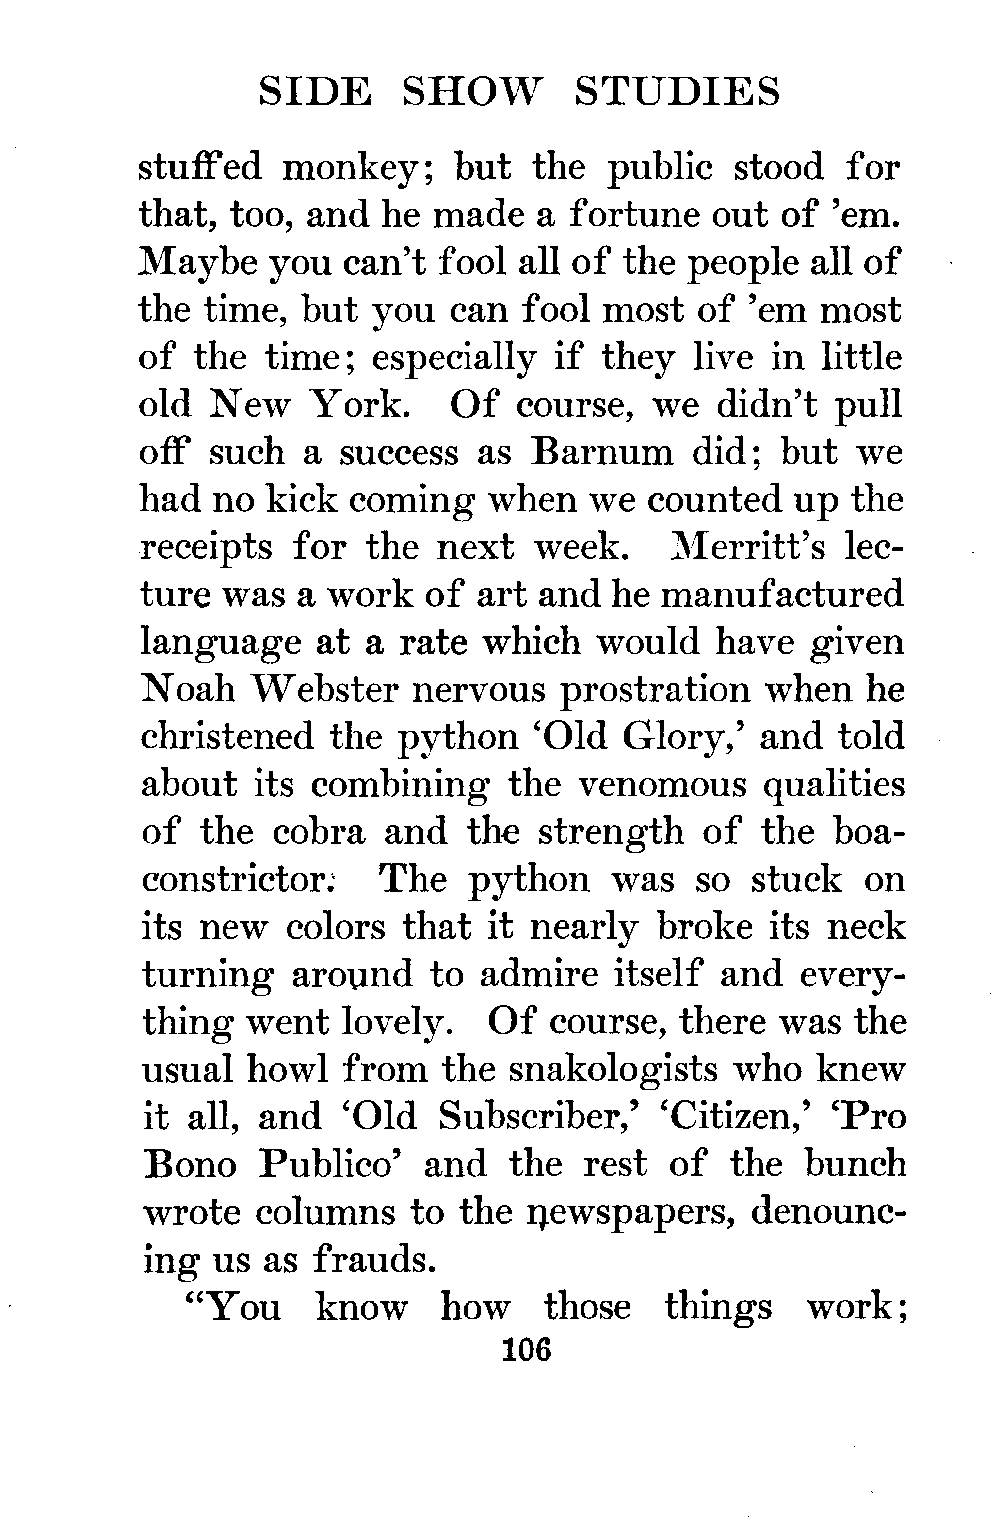 SIDE SHOW STUDIES
stuffed monkey; but the public stood for
that, too, and he made a fortune out of ’em.
Maybe you can’t fool all of the people all of
the time, but you can fool most of ’em most
of the time; especially if they live in little
old New York. Of course, we didn’t pull
off such a success as Barnum did; but we
had no kick coming when we counted up the
receipts for the next week. Merritt’s lec-
ture was a work of art and he manufactured
language at a rate which would have given
Noah Webster nervous prostration when he
christened the python ‘Old Glory,’ and told
about its combining the venomous qualities
of the cobra and the strength of the boa-
constrictor. The python was so stuck on
its new colors that it nearly broke its neck
turning around to admire itself and every-
thing went lovely. Of course, there was the
usual howl from the snakologists who knew
it all, and ‘Old Subscriber,’ ‘Citizen,’ ‘Pro
Bono Publico’ and the rest of the bunch
wrote columns to the newspapers, denounc-
ing us as frauds.
“You know how those things work;
106